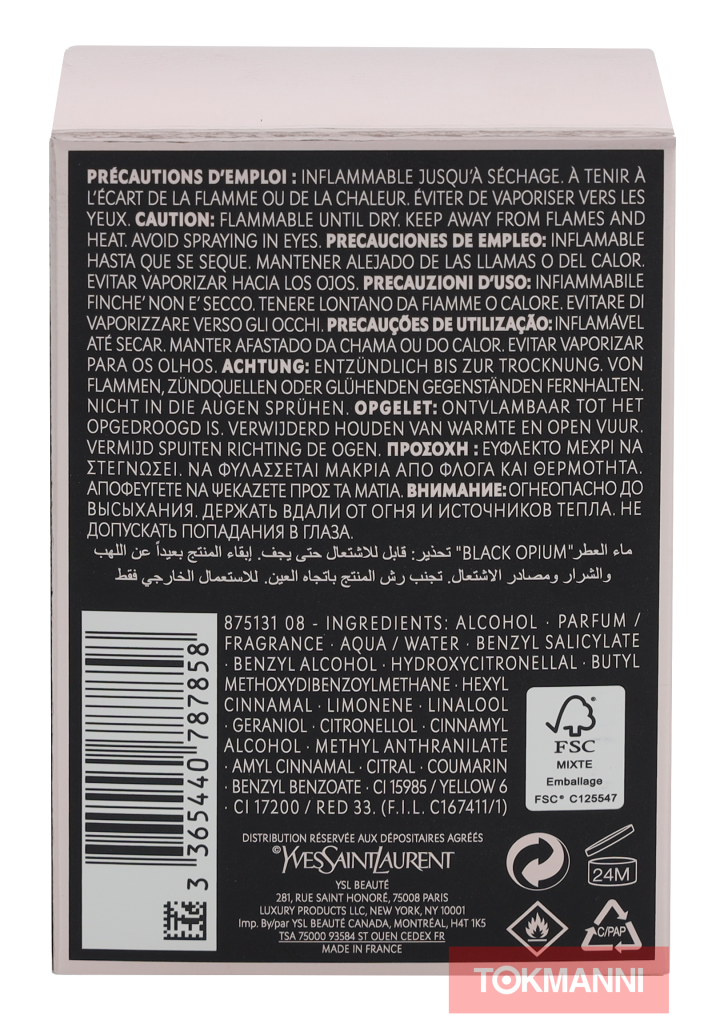 PRÉCAUTIONS D'EMPLOI : INFLAMMABLE JUSQU'À SÉCHAGE. À TENIR À
L'ÉCART DE LA FLAMME OU DE LA CHALEUR. ÉVITER DE VAPORISER VERS LES
YEUX. CAUTION: FLAMMABLE UNTIL DRY. KEEP AWAY FROM FLAMES AND
HEAT. AVOID SPRAYING IN EYES. PRECAUCIONES DE EMPLEO: INFLAMABLE
HASTA QUE SE SEQUE. MANTENER ALEJADO DE LAS LLAMAS O DEL CALOR.
EVITAR VAPORIZAR HACIA LOS OJOS. PRECAUZIONI D'USO: INFIAMMABILE
FINCHE' NON E' SECCO. TENERE LONTANO DA FIAMME O CALORE. EVITARE DI
VAPORIZZARE VERSO GLI OCCHI. PRECAUÇÕES DE UTILIZAÇÃO: INFLAMÁVEL
ATÉ SECAR. MANTER AFASTADO DA CHAMA OU DO CALOR. EVITAR VAPORIZAR
PARA OS OLHOS. ACHTUNG: ENTZÜNDLICH BIS ZUR TROCKNUNG. VON
FLAMMEN, ZÜNDQUELLEN ODER GLÜHENDEN GEGENSTÄNDEN FERNHALTEN.
NICHT IN DIE AUGEN SPRÜHEN. OPGELET: ONTVLAMBAAR TOT HET
OPGEDROOGD IS. VERWIJDERD HOUDEN VAN WARMTE EN OPEN VUUR.
VERMIJD SPUITEN RICHTING DE OGEN. ΠΡΟΣΟΧΗ : ΕΥΦΛΕΚΤΟ ΜΕΧΡΙ ΝΑ
ΣΤΕΓΝΩΣΕΙ. ΝΑ ΦΥΛΑΣΣΕΤΑΙ ΜΑΚΡΙΑ ΑΠΟ ΦΛΟΓΑ ΚΑΙ ΘΕΡΜΟΤΗΤΑ.
ΑΠΟΦΕΥΓΕΤΕ ΝΑ ΨΕΚΑΖΕΤΕ ΠΡΟΣ ΤΑ ΜΑΤΙΑ. ВНИМАНИЕ: ОГНЕОПАСНО ДО
ВЫСЫХАНИЯ. ДЕРЖАТЬ ВДАЛИ ОТ ОГНЯ И ИСТОЧНИКОВ ТЕПЛА. НЕ
ДОПУСКАТЬ ПОПАДАНИЯ В ГЛАЗА.
ماء العطر"BLACK OPIUM" تحذير: قابل للاشتعال حتى يجف. إبقاء المنتج بعيداً عن اللهب
والشرار ومصادر الاشتعال. تجنب رش المنتج باتجاه العين. للاستعمال الخارجي فقط
875131 08 - INGREDIENTS: ALCOHOL · PARFUM /
FRAGRANCE · AQUA / WATER · BENZYL SALICYLATE
· BENZYL ALCOHOL · HYDROXYCITRONELLAL · BUTYL
METHOXYDIBENZOYLMETHANE · HEXYL
CINNAMAL · LIMONENE · LINALOOL
· GERANIOL · CITRONELLOL · CINNAMYL
ALCOHOL · METHYL ANTHRANILATE
· AMYL CINNAMAL · CITRAL · COUMARIN
· BENZYL BENZOATE · CI 15985 / YELLOW 6
· CI 17200 / RED 33. (F.I.L. C167411/1)
3 365440 787858
FSC
MIXTE
Emballage
FSC® C125547
DISTRIBUTION RÉSERVÉE AUX DÉPOSITAIRES AGRÉÉS
©YVESSAINTLAURENT
YSL BEAUTÉ
281, RUE SAINT HONORÉ, 75008 PARIS
LUXURY PRODUCTS LLC, NEW YORK, NY 10001
Imp. By/par YSL BEAUTÉ CANADA, MONTRÉAL, H4T 1K5
TSA 75000 93584 ST OUEN CEDEX FR
MADE IN FRANCE
24M
C/PAP
TOKMANNI